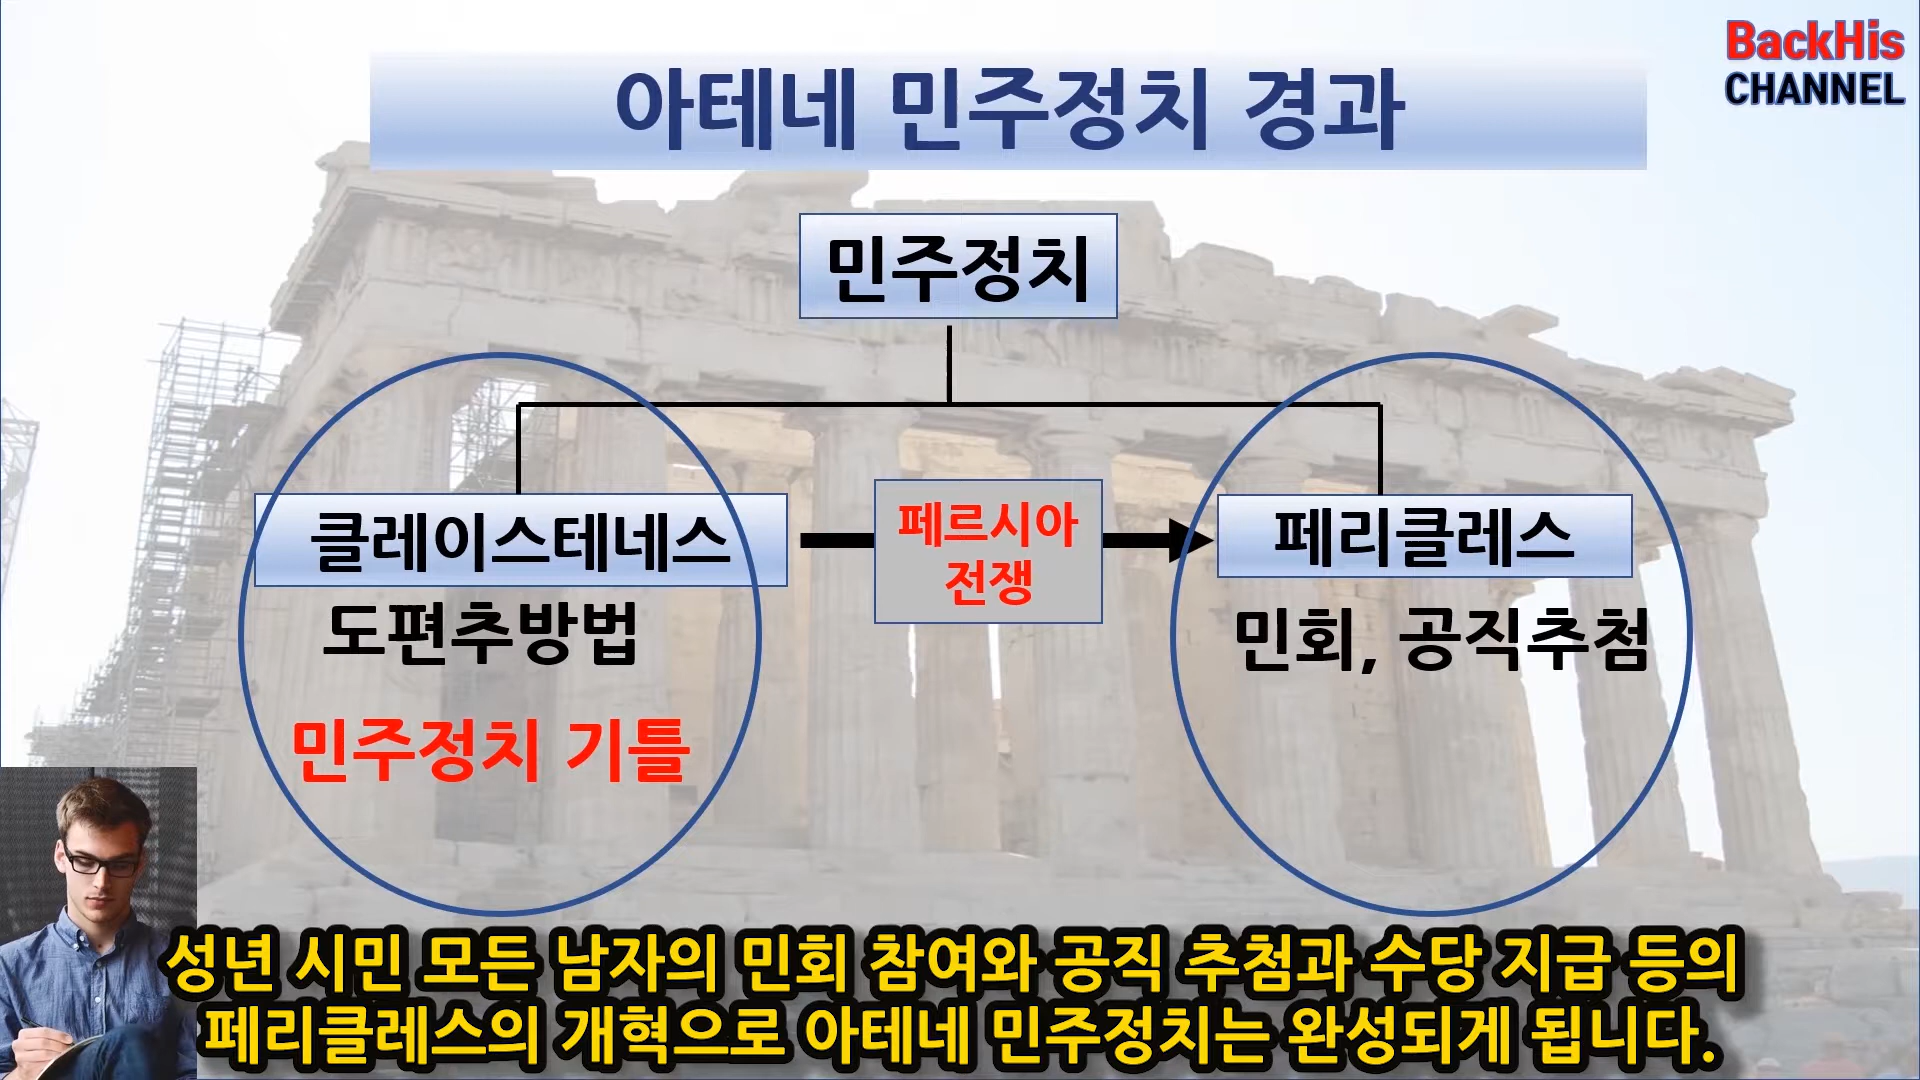 BackHis
CHANNEL
아테네 민주정치 경과
민주정치
클레이스테네스
페르시아
전쟁
페리클레스
도편추방법
민회, 공직추첨
민주정치 기틀
성년 시민 모든 남자의 민회 참여와 공직 추첨과 수당 지급 등의
페리클레스의 개혁으로 아테네 민주정치는 완성되게 됩니다.